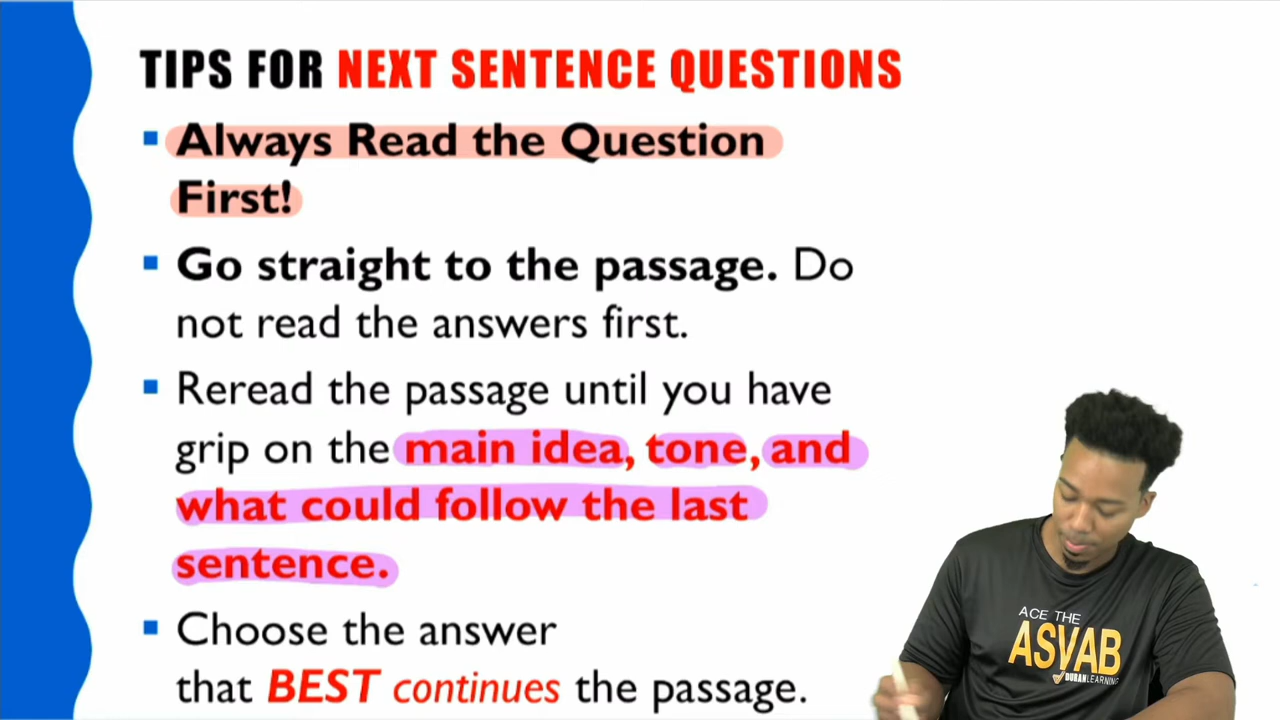 TIPS FOR NEXT SENTENCE QUESTIONS
▪ Always Read the Question
First!
▪ Go straight to the passage. Do
not read the answers first.
▪ Reread the passage until you have
grip on the main idea, tone, and
what could follow the last
sentence.
▪ Choose the answer
that BEST continues the passage.
ACE THE
ASVAB
DURANLEARNING